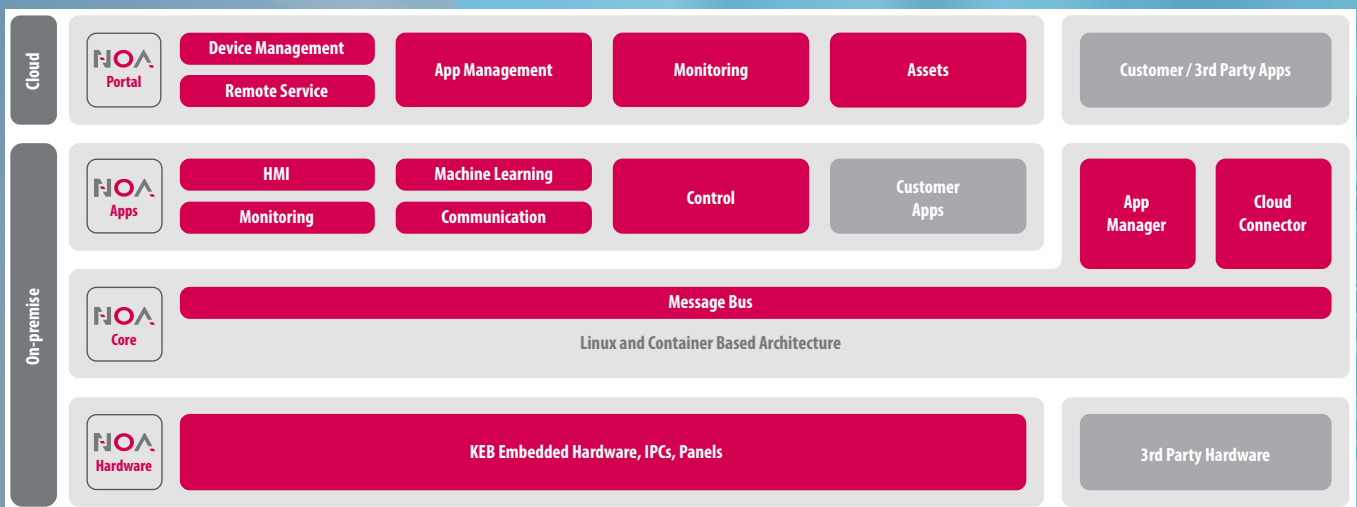 Cloud
NOA
Portal
Device Management
Remote Service
App Management
Monitoring
Assets
Customer / 3rd Party Apps
On-premise
NOA
Apps
HMI
Monitoring
Machine Learning
Communication
Control
Customer
Apps
App
Manager
Cloud
Connector
NOA
Core
Message Bus
Linux and Container Based Architecture
NOA
Hardware
KEB Embedded Hardware, IPCs, Panels
3rd Party Hardware